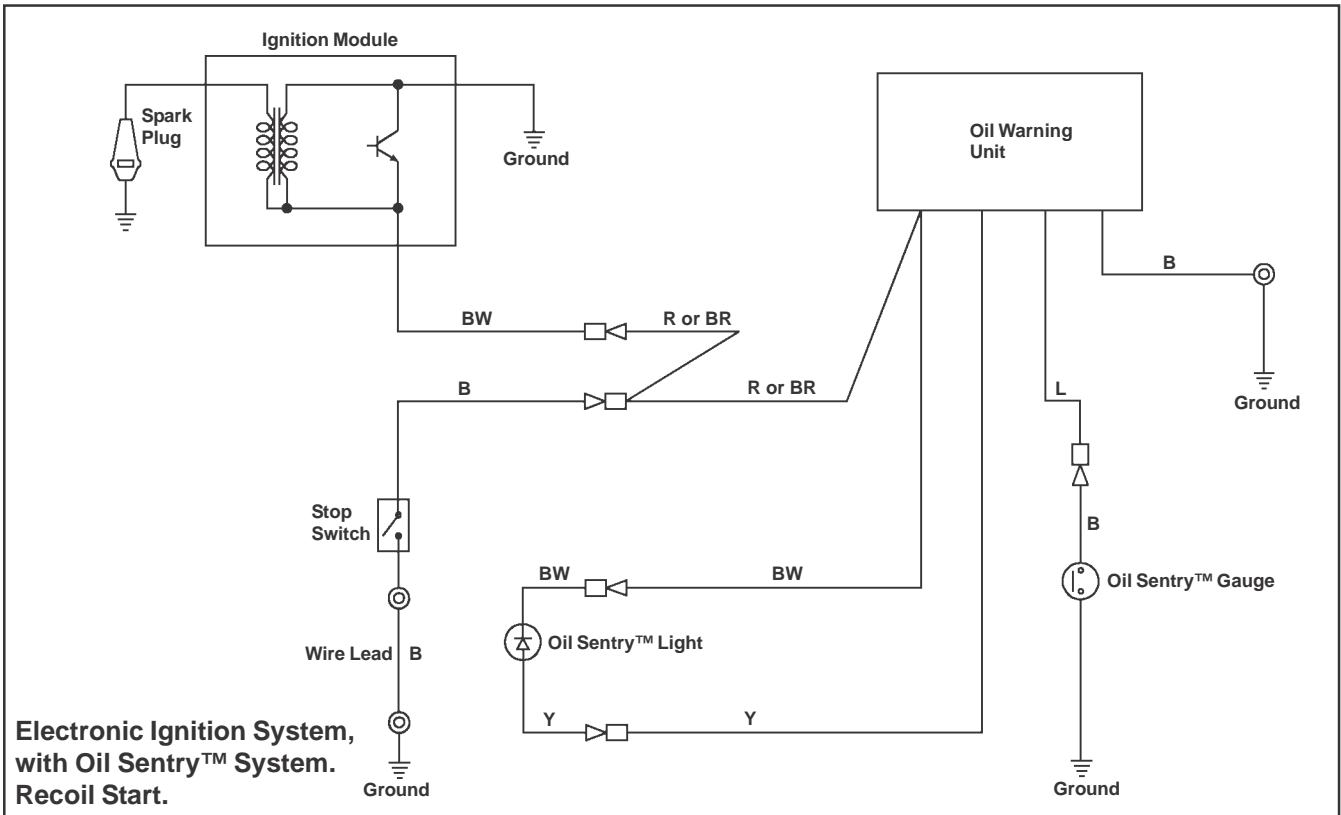 Ignition Module
Spark
Plug
Ground
Oil Warning
Unit
B
Ground
BW
R or BR
B
R or BR
L
B
Stop
Switch
BW
BW
Oil Sentry™ Gauge
Oil Sentry™ Light
Wire Lead
B
Y
Y
Ground
Ground
Electronic Ignition System,
with Oil Sentry™ System.
Recoil Start.